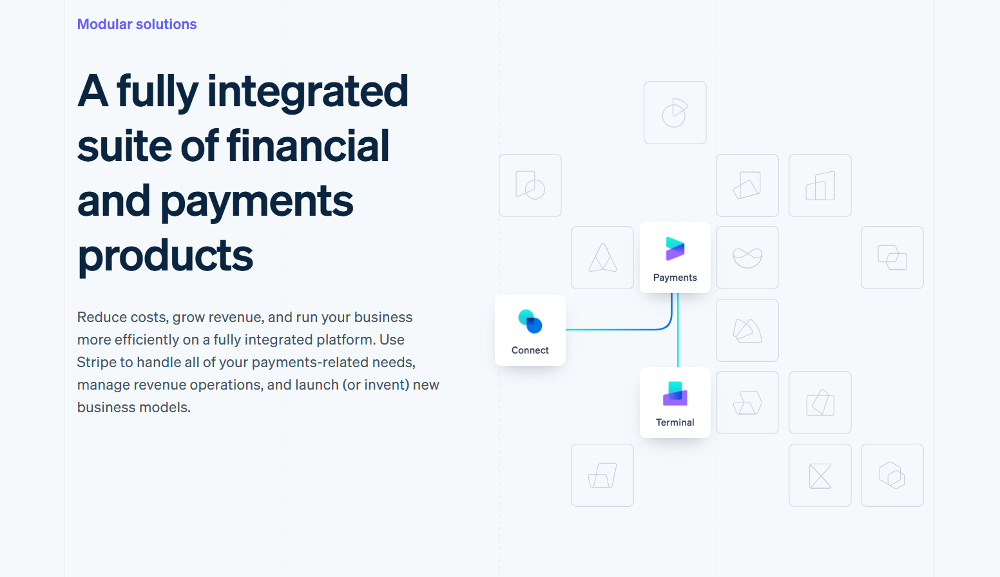 Modular solutions
A fully integrated
suite of financial
and payments
products
Reduce costs, grow revenue, and run your business
more efficiently on a fully integrated platform. Use
Stripe to handle all of your payments-related needs,
manage revenue operations, and launch (or invent) new
business models.
Payments
Connect
Terminal